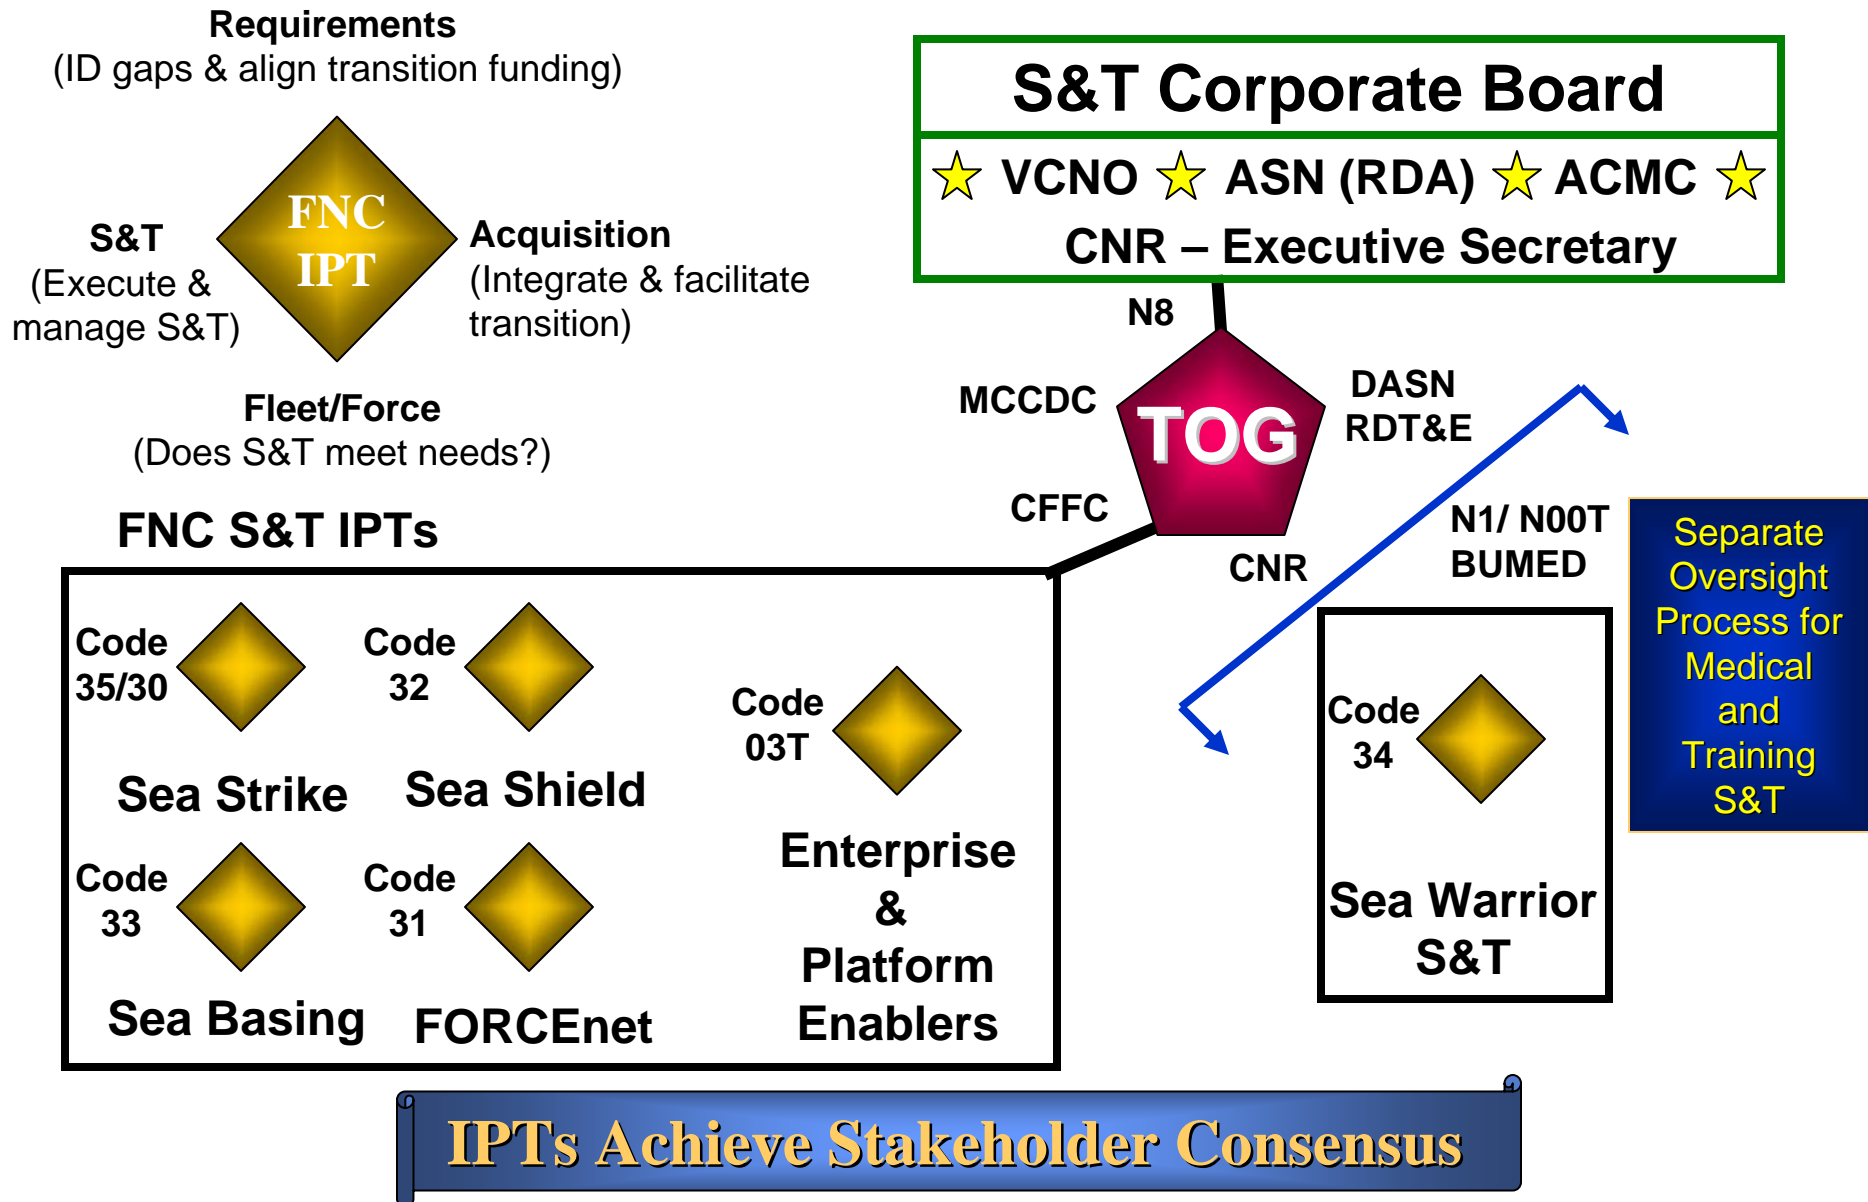 Requirements
(ID gaps & align transition funding)
FNC
IPT
S&T
(Execute &
manage S&T)
Acquisition
(Integrate & facilitate
transition)
Fleet/Force
(Does S&T meet needs?)
S&T Corporate Board
VCNO ASN (RDA) ACMC
CNR – Executive Secretary
N8
MCCDC
TOG
DASN
RDT&E
CFFC
CNR
N1/ N00T
BUMED
Separate
Oversight
Process for
Medical
and
Training
S&T
FNC S&T IPTs
Code
35/30
Sea Strike
Code
32
Sea Shield
Code
03T
Enterprise
&
Platform
Enablers
Code
33
Sea Basing
Code
31
FORCEnet
Code
34
Sea Warrior
S&T
IPTs Achieve Stakeholder Consensus